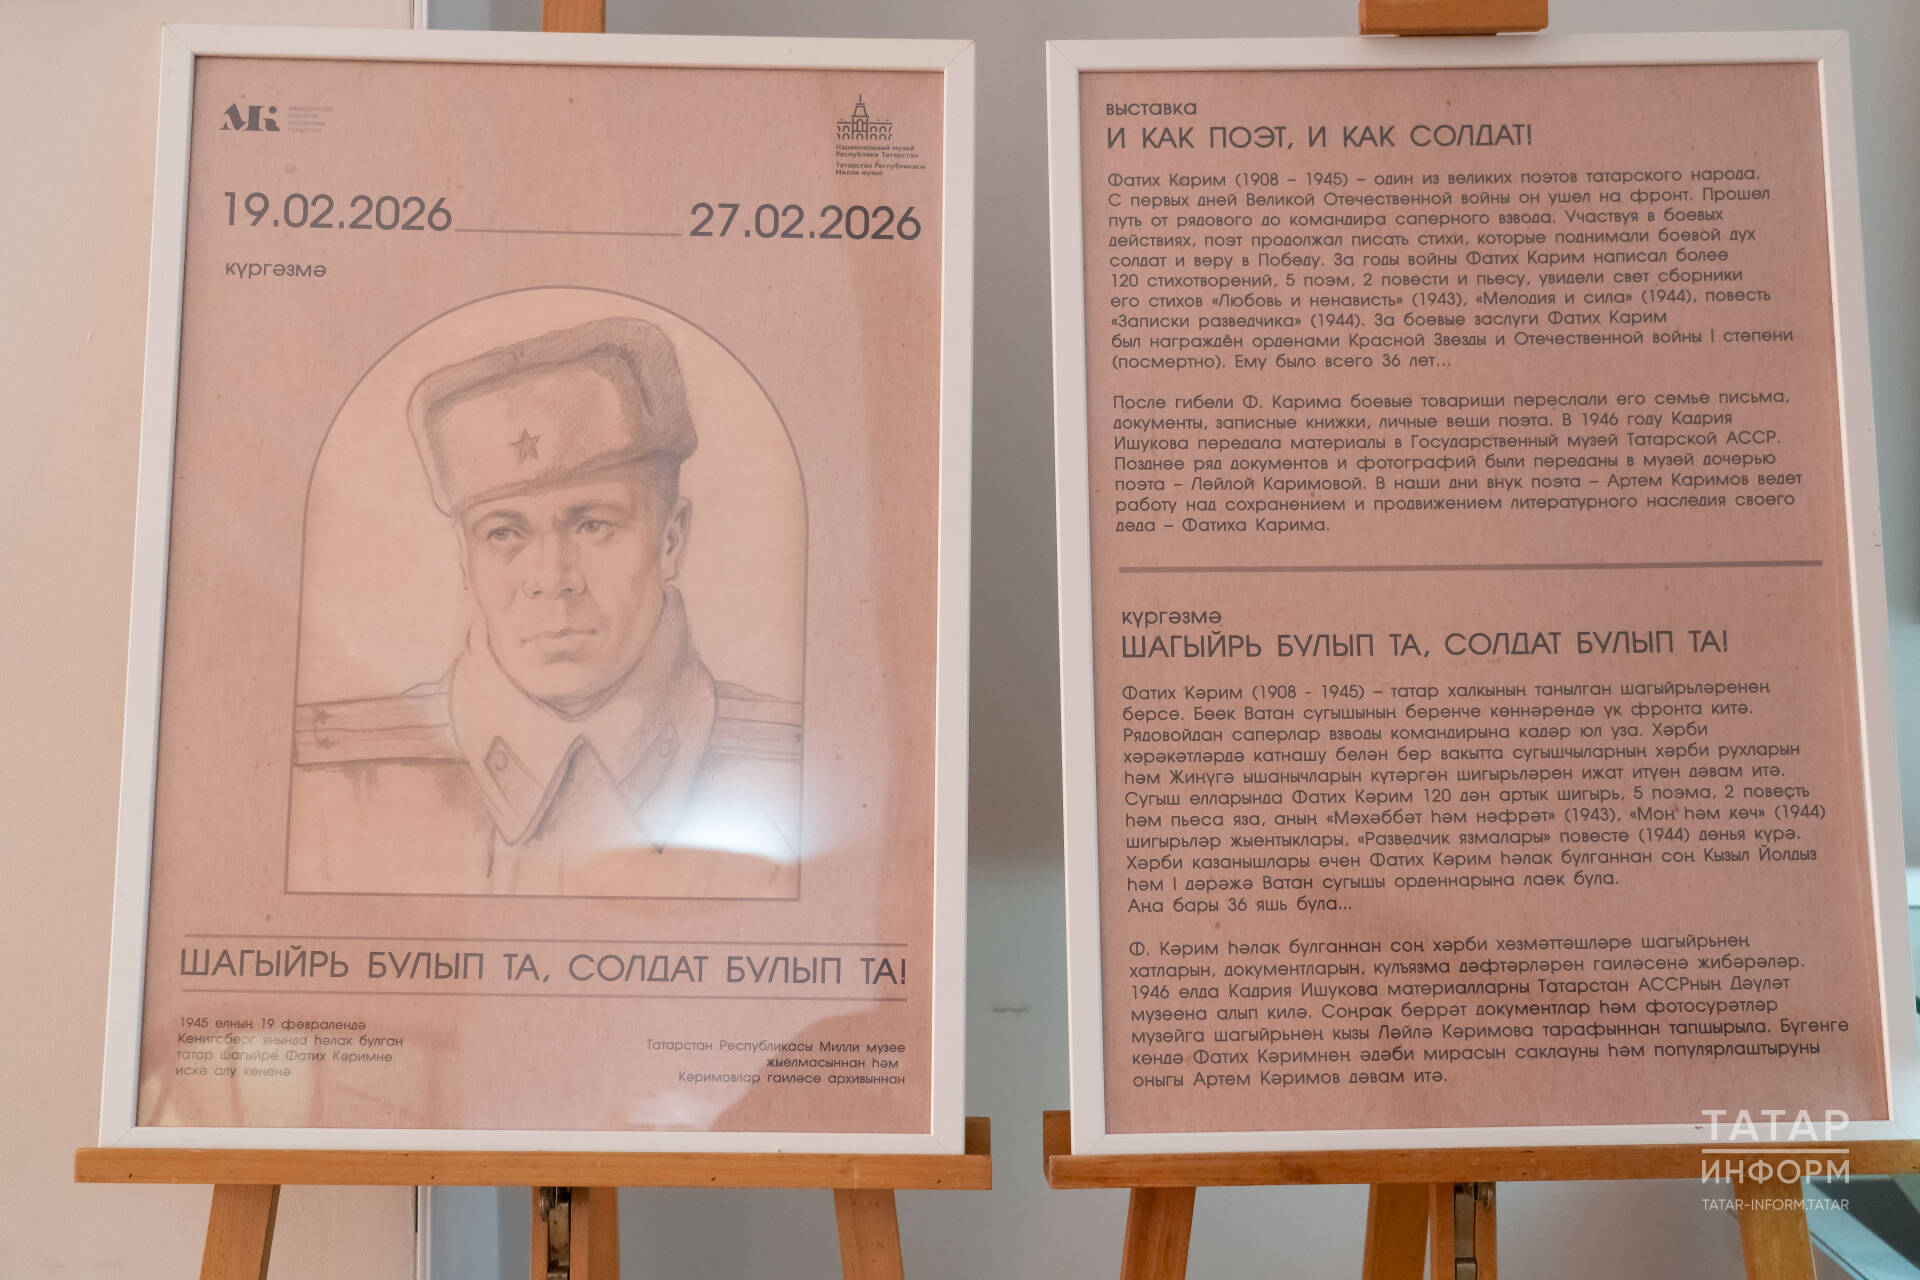 МК
Национальный музей
Республики Татарстан
Татарстан Республикасы
Милли музее
19.02.2026
27.02.2026
күргәзмә
ШАГЫЙРЬ БУЛЫП ТА, СОЛДАТ БУЛЫП ТА!
1945 елның 19 февралендә
Кенигсберг янында һәлак булган
татар шагыйре Фатих Кәримне
искә алу көненә
Татарстан Республикасы Милли музее
җыелмасыннан һәм
Кәримовлар гаиләсе архивыннан
выставка
И КАК ПОЭТ, И КАК СОЛДАТ!
Фатих Карим (1908 – 1945) – один из великих поэтов татарского народа.
С первых дней Великой Отечественной войны он ушел на фронт. Прошел
путь от рядового до командира саперного взвода. Участвуя в боевых
действиях, поэт продолжал писать стихи, которые поднимали боевой дух
солдат и веру в Победу. За годы войны Фатих Карим написал более
120 стихотворений, 5 поэм, 2 повести и пьесу, увидели свет сборники
его стихов «Любовь и ненависть» (1943), «Мелодия и сила» (1944), повесть
«Записки разведчика» (1944). За боевые заслуги Фатих Карим
был награждён орденами Красной Звезды и Отечественной войны I степени
(посмертно). Ему было всего 36 лет...
После гибели Ф. Карима боевые товарищи переслали его семье письма,
документы, записные книжки, личные вещи поэта. В 1946 году Кадрия
Ишукова передала материалы в Государственный музей Татарской АССР.
Позднее ряд документов и фотографий были переданы в музей дочерью
поэта – Лейлой Каримовой. В наши дни внук поэта – Артем Каримов ведет
работу над сохранением и продвижением литературного наследия своего
деда – Фатиха Карима.
күргәзмә
ШАГЫЙРЬ БУЛЫП ТА, СОЛДАТ БУЛЫП ТА!
Фатих Кәрим (1908 - 1945) – татар халкының танылган шагыйрьләренең
берсе. Бөек Ватан сугышының беренче көннәрендә үк фронта китә.
Рядовойдан саперлар взводы командирына кадәр юл уза. Хәрби
хәрәкәтләрдә катнашу белән бер вакытта сугышчыларның хәрби рухларын
һәм Җиңүгә ышанычларын күтәргән шигырьләрен иҗат итүен дәвам итә.
Сугыш елларында Фатих Кәрим 120 дән артык шигырь, 5 поэма, 2 повесть
һәм пьеса яза, аның «Мәхәббәт һәм нәфрәт» (1943), «Моң һәм көч» (1944)
шигырьләр җыентыклары, «Разведчик язмалары» повесте (1944) дөнья күрә.
Хәрби казанышлары өчен Фатих Кәрим һәлак булганнан соң Кызыл Йолдыз
һәм I дәрәҗә Ватан сугышы орденнарына лаек була.
Аңа бары 36 яшь була...
Ф. Кәрим һәлак булганнан соң хәрби хезмәттәшләре шагыйрьнең
хатларын, документларын, кулъязма дәфтәрләрен гаиләсенә җибәрәләр.
1946 елда Кадрия Ишукова материалларны Татарстан АССРның Дәүләт
музеена алып килә. Соңрак беррәт документлар һәм фотосурәтләр
музейга шагыйрьнең кызы Ләйлә Кәримова тарафыннан тапшырыла. Бүгенге
көндә Фатих Кәримнең әдәби мирасын саклауны һәм популярлаштыруны
оныгы Артем Кәримов дәвам итә.
ТАТАР
ИНФОРМ
TATAR-INFORM.TATAR